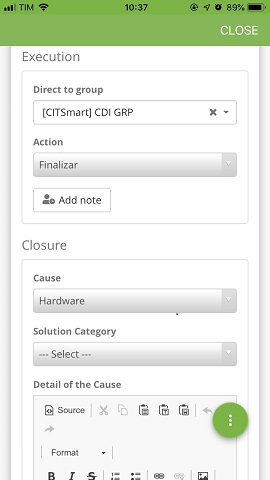 TIM 10:37 89%
CLOSE
Execution
Direct to group
[CITSmart] CDI GRP
Action
Finalizar
Add note
Closure
Cause
Hardware
Solution Category
--- Select ---
Detail of the Cause
Source
Format
B I S